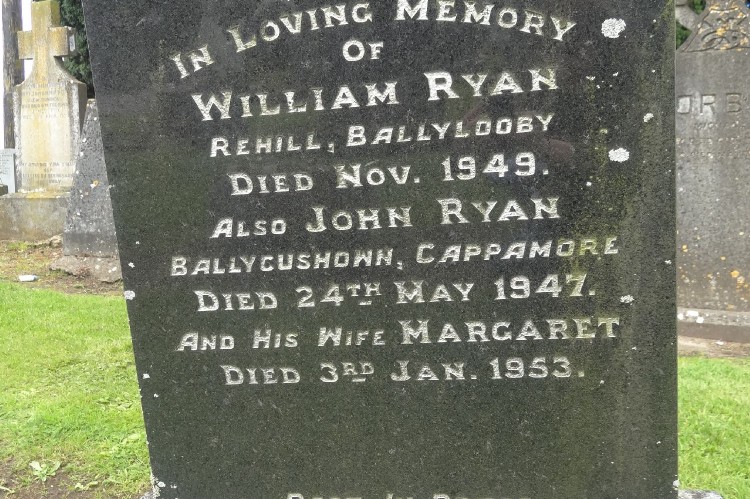 IN LOVING MEMORY
OF
WILLIAM RYAN
REHILL, BALLYLOOBY
DIED NOV. 1949.
ALSO JOHN RYAN
BALLYCUSHOWN, CAPPAMORE
DIED 24TH MAY 1947.
AND HIS WIFE MARGARET
DIED 3RD JAN. 1953.